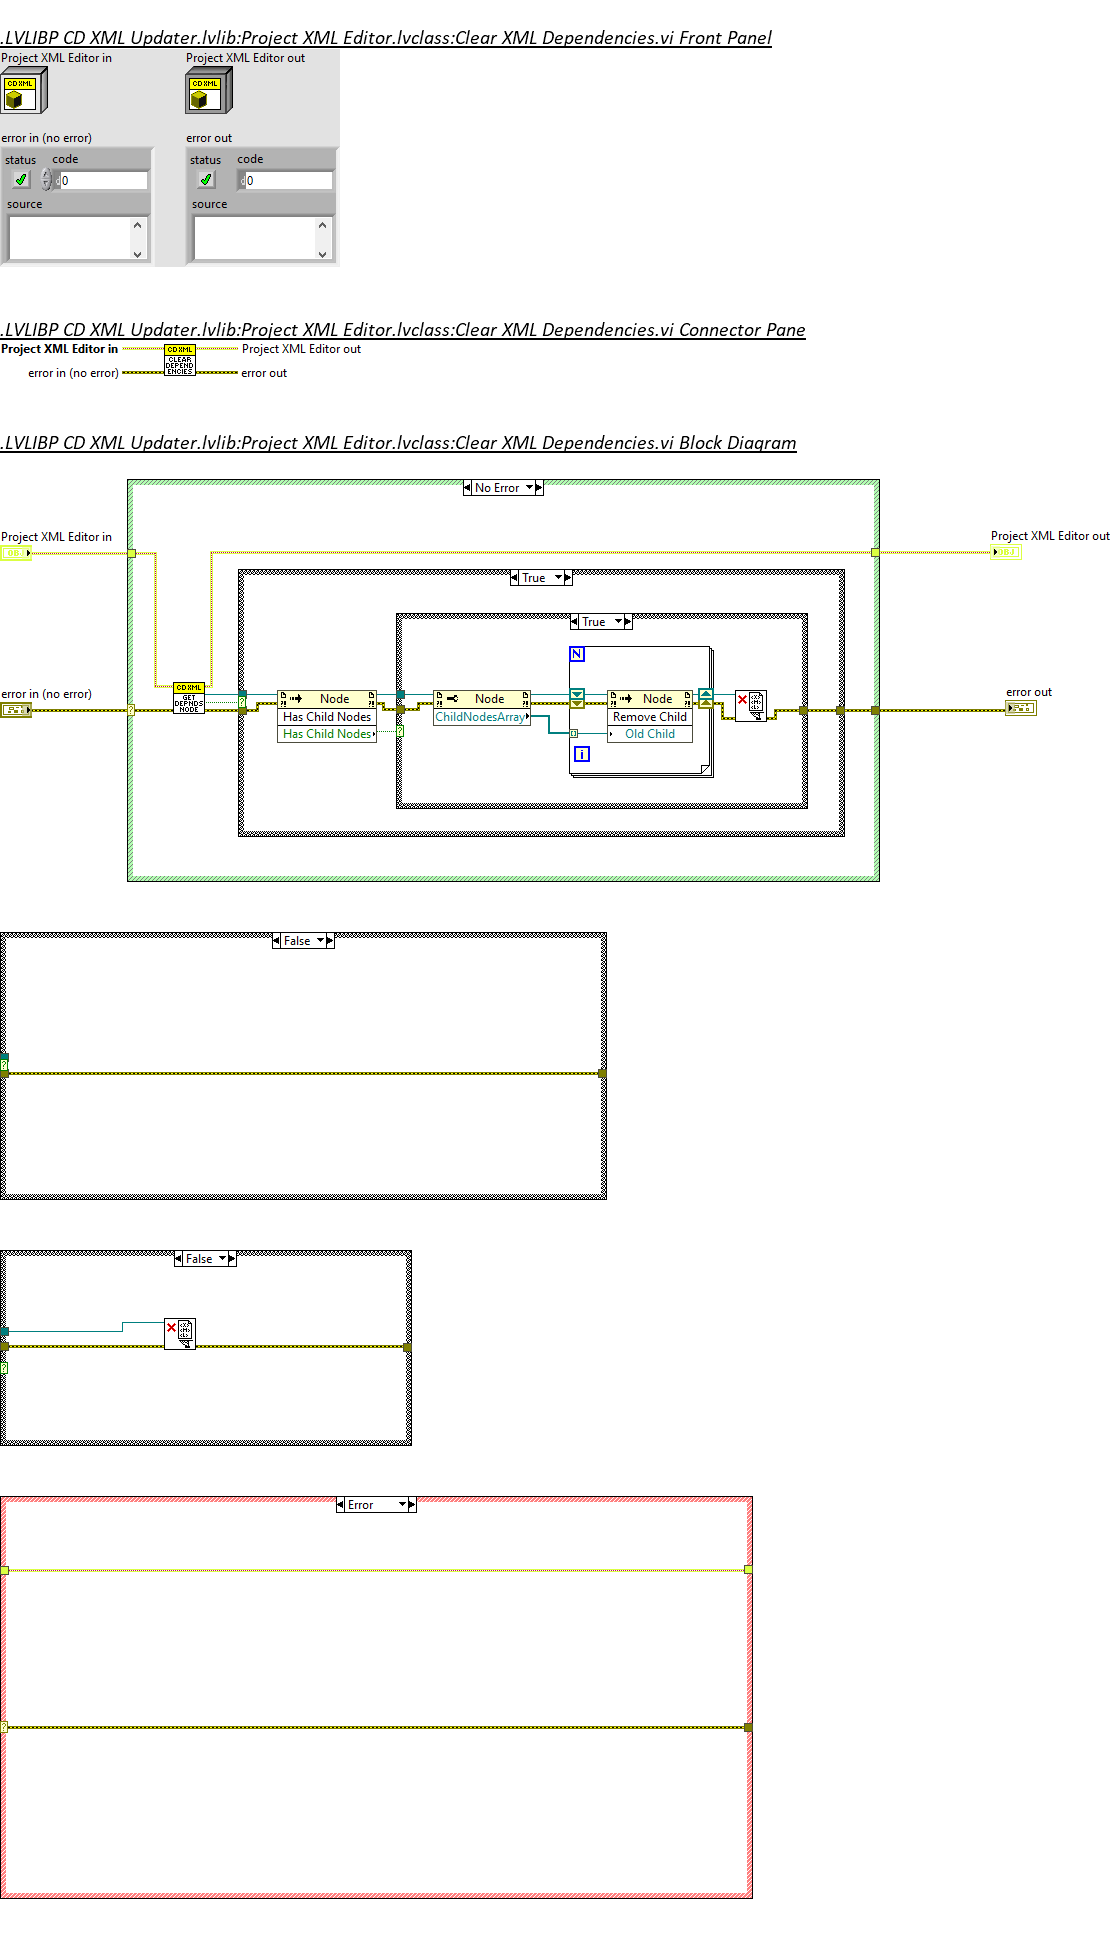 .LVLIBP CD XML Updater.lvlib:Project XML Editor.lvclass:Clear XML Dependencies.vi Front Panel
Project XML Editor in
Project XML Editor out
CD XML
CD XML
error in (no error)
error out
status
code
status
code
0
0
source
source
.LVLIBP CD XML Updater.lvlib:Project XML Editor.lvclass:Clear XML Dependencies.vi Connector Pane
Project XML Editor in
CD XML
Project XML Editor out
CLEAR
DEPEND
ENCIES
error in (no error)
error out
.LVLIBP CD XML Updater.lvlib:Project XML Editor.lvclass:Clear XML Dependencies.vi Block Diagram
No Error
Project XML Editor in
Project XML Editor out
True
True
N
error in (no error)
CD XML
GET
DEPNDS
NODE
?
?
Node
Has Child Nodes
Has Child Nodes
?
Node
ChildNodesArray
Node
Remove Child
Old Child
i
error out
False
?
False
?
Error
?